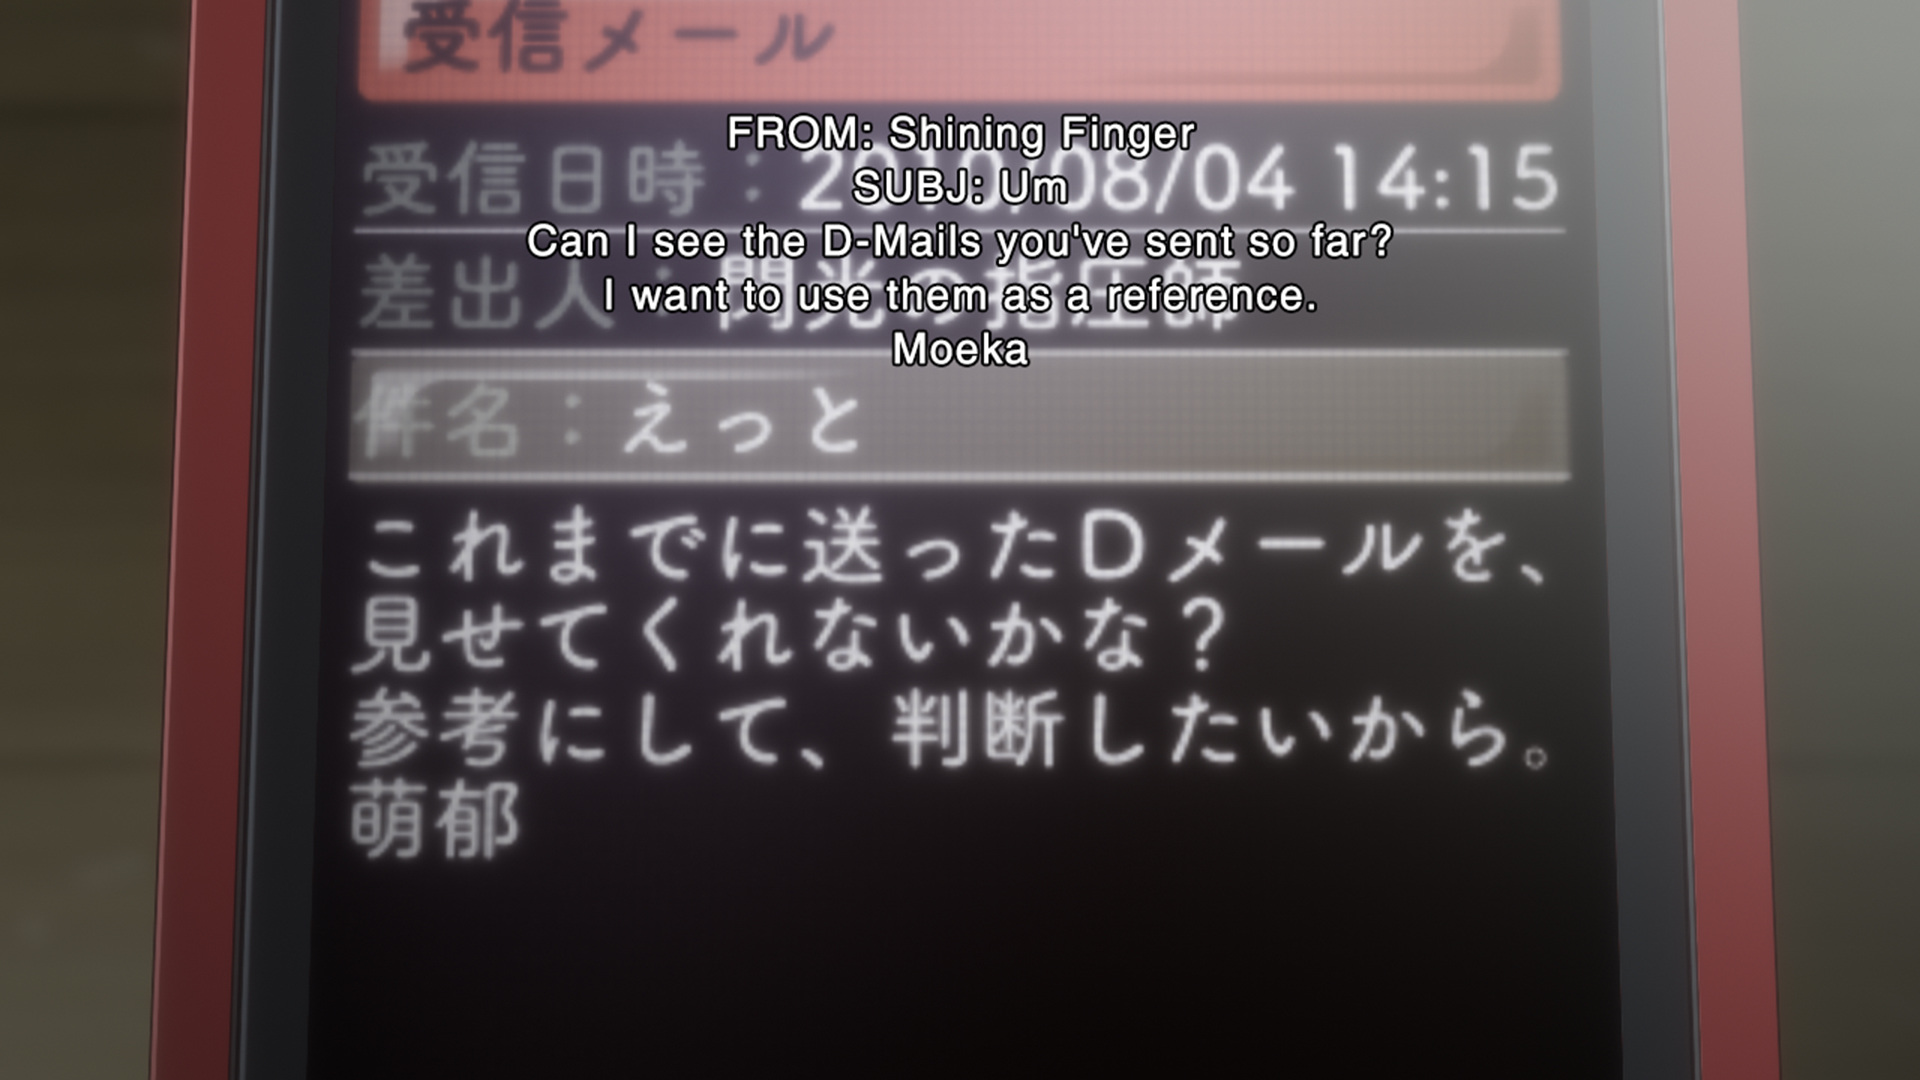 受信メール
FROM: Shining Finger
受信日時：2010/08/04 14:15
SUBJ: Um
Can I see the D-Mails you've sent so far?
差出人：閃光の指圧師
I want to use them as a reference.
Moeka
件名：えっと
これまでに送ったDメールを、
見せてくれないかな？
参考にして、判断したいから。
萌郁